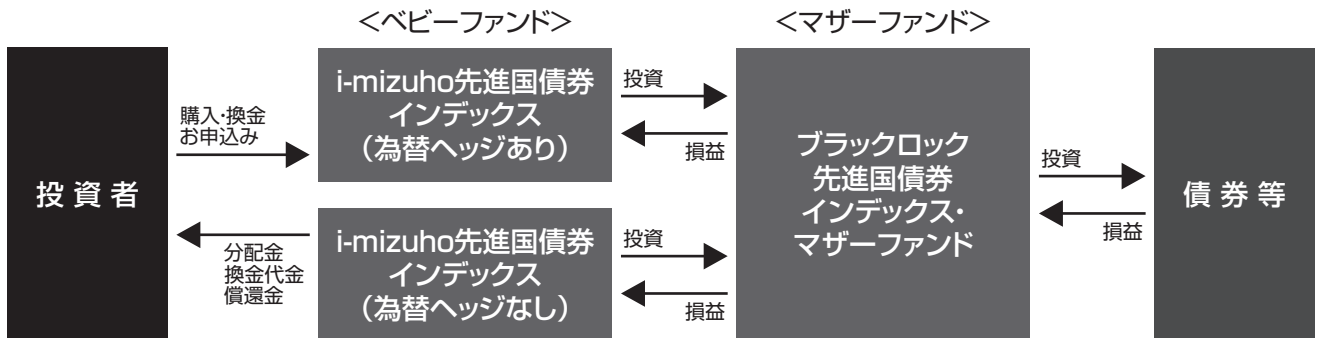 ＜ベビーファンド＞
＜マザーファンド＞
投資者
購入・換金
お申込み
分配金
換金代金
償還金
i-mizuho先進国債券
インデックス
（為替ヘッジあり）
i-mizuho先進国債券
インデックス
（為替ヘッジなし）
投資
損益
投資
損益
ブラックロック
先進国債券
インデックス・
マザーファンド
投資
損益
債券等